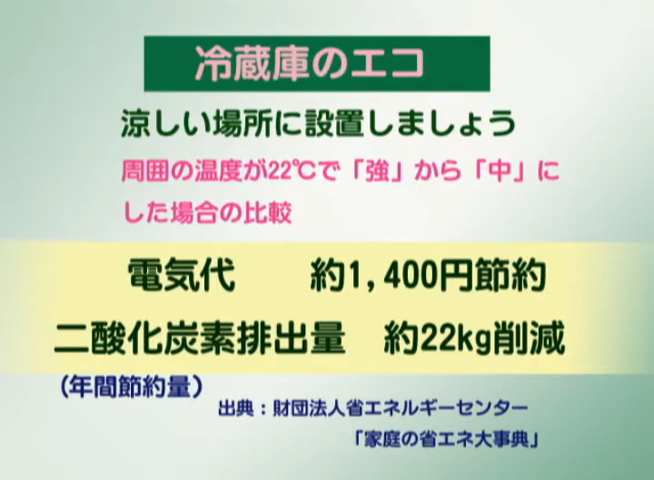 冷蔵庫のエコ
涼しい場所に設置しましょう
周囲の温度が22℃で「強」から「中」に
した場合の比較
電気代　約1,400円節約
二酸化炭素排出量　約22kg削減
(年間節約量)
出典：財団法人省エネルギーセンター
「家庭の省エネ大事典」